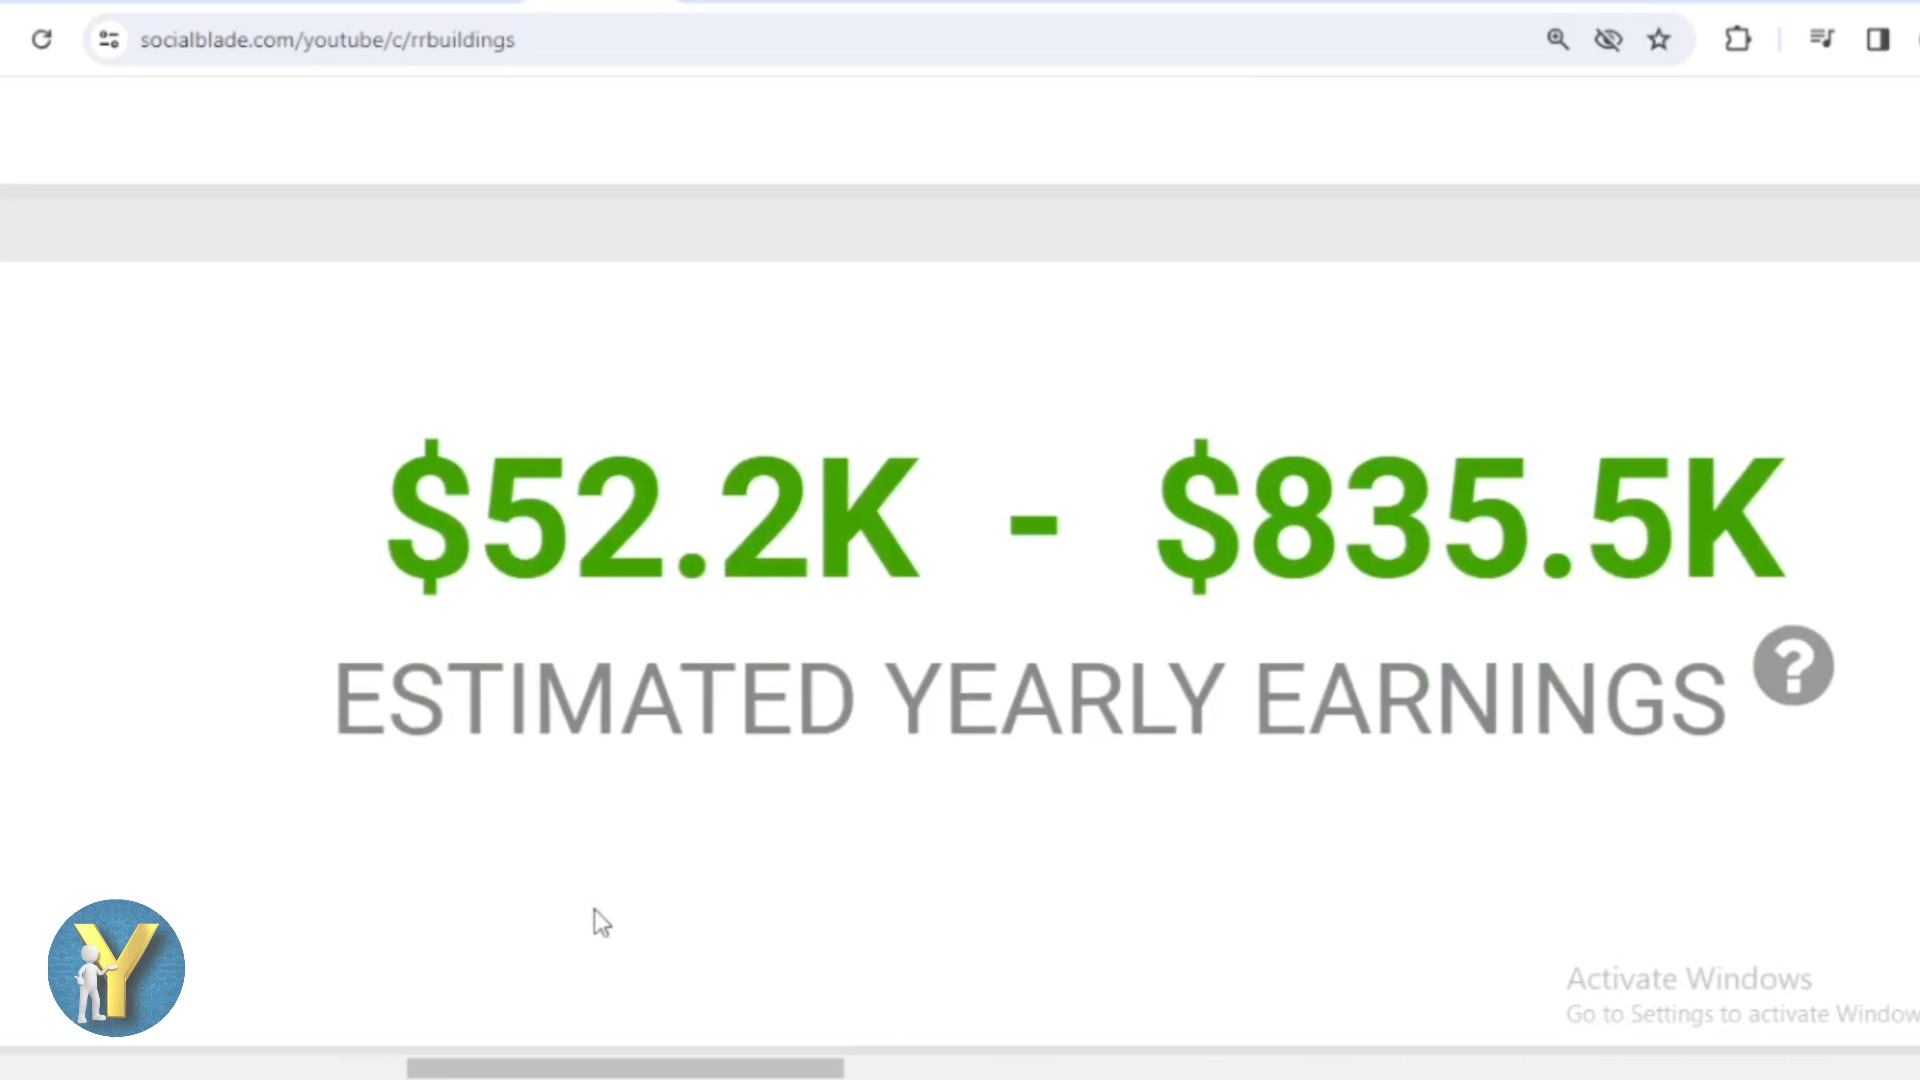 socialblade.com/youtube/c/rrbuildings
$52.2K - $835.5K
ESTIMATED YEARLY EARNINGS ?
Y
Activate Windows
Go to Settings to activate Window